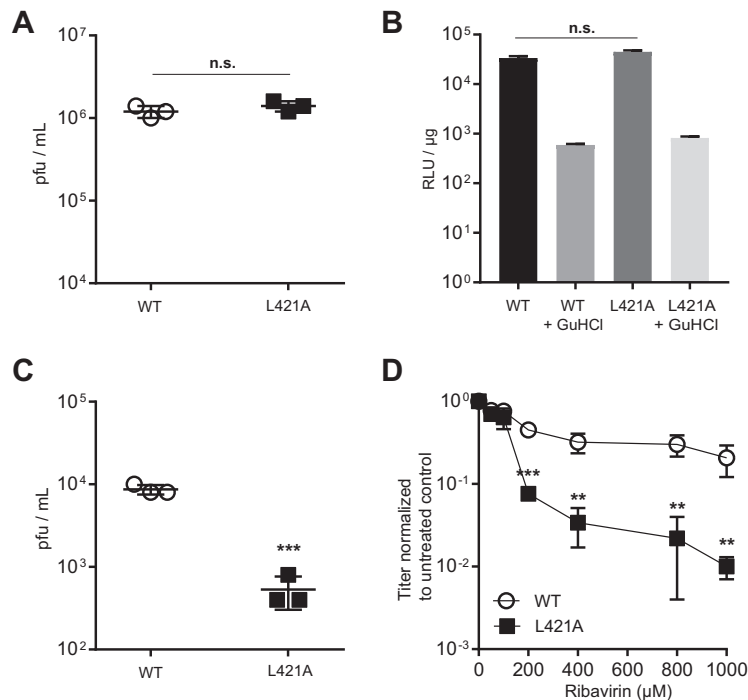 A
10⁷
10⁶
10⁵
10⁴
pfu / mL
n.s.
WT
L421A
B
10⁵
10⁴
10³
10²
10¹
10⁰
RLU / µg
n.s.
WT
WT
+ GuHCl
L421A
L421A
+ GuHCl
C
10⁵
10⁴
10³
10²
pfu / mL
***
WT
L421A
D
10⁰
10⁻¹
10⁻²
10⁻³
Titer normalized
to untreated control
***
**
**
**
WT
L421A
0 200 400 600 800 1000
Ribavirin (µM)